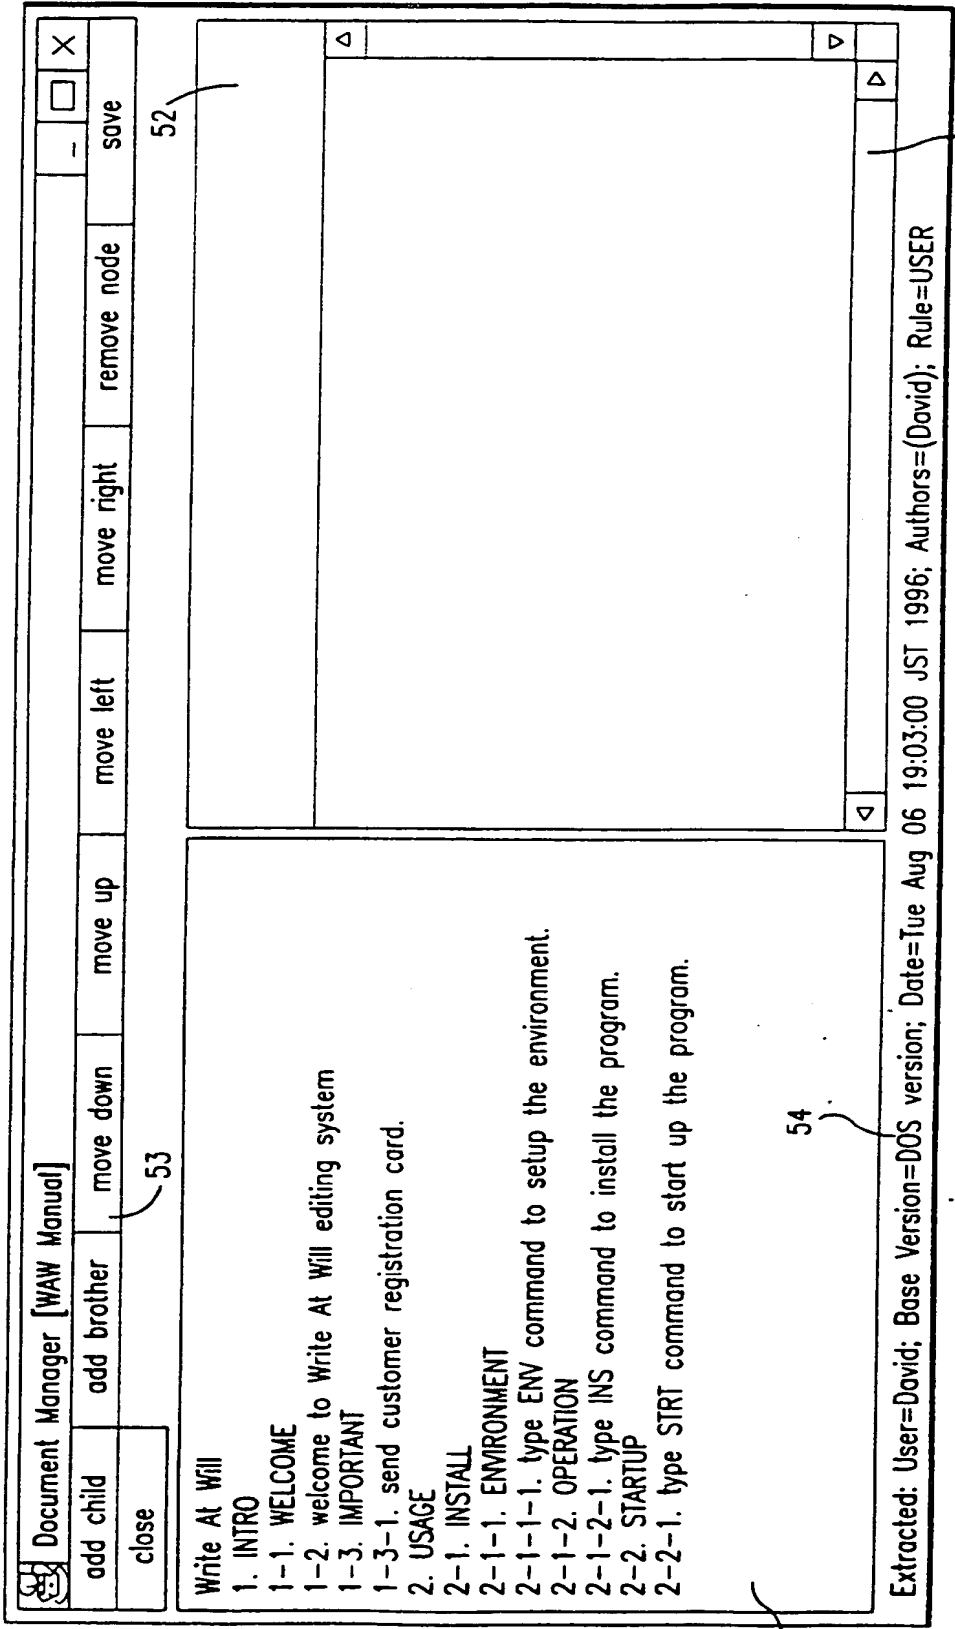 Document Manager [WAW Manual]
_ □ X
add child
add brother
move down
move up
move left
move right
remove node
save
close
53
52
Write At Will
1. INTRO
1-1. WELCOME
1-2. welcome to Write At Will editing system
1-3. IMPORTANT
1-3-1. send customer registration card.
2. USAGE
2-1. INSTALL
2-1-1. ENVIRONMENT
2-1-1-1. type ENV command to setup the environment.
2-1-2. OPERATION
2-1-2-1. type INS command to install the program.
2-2. STARTUP
2-2-1. type STRT command to start up the program.
54
Extracted: User=David; Base Version=DOS version; Date=Tue Aug 06 19:03:00 JST 1996; Authors=(David); Rule=USER